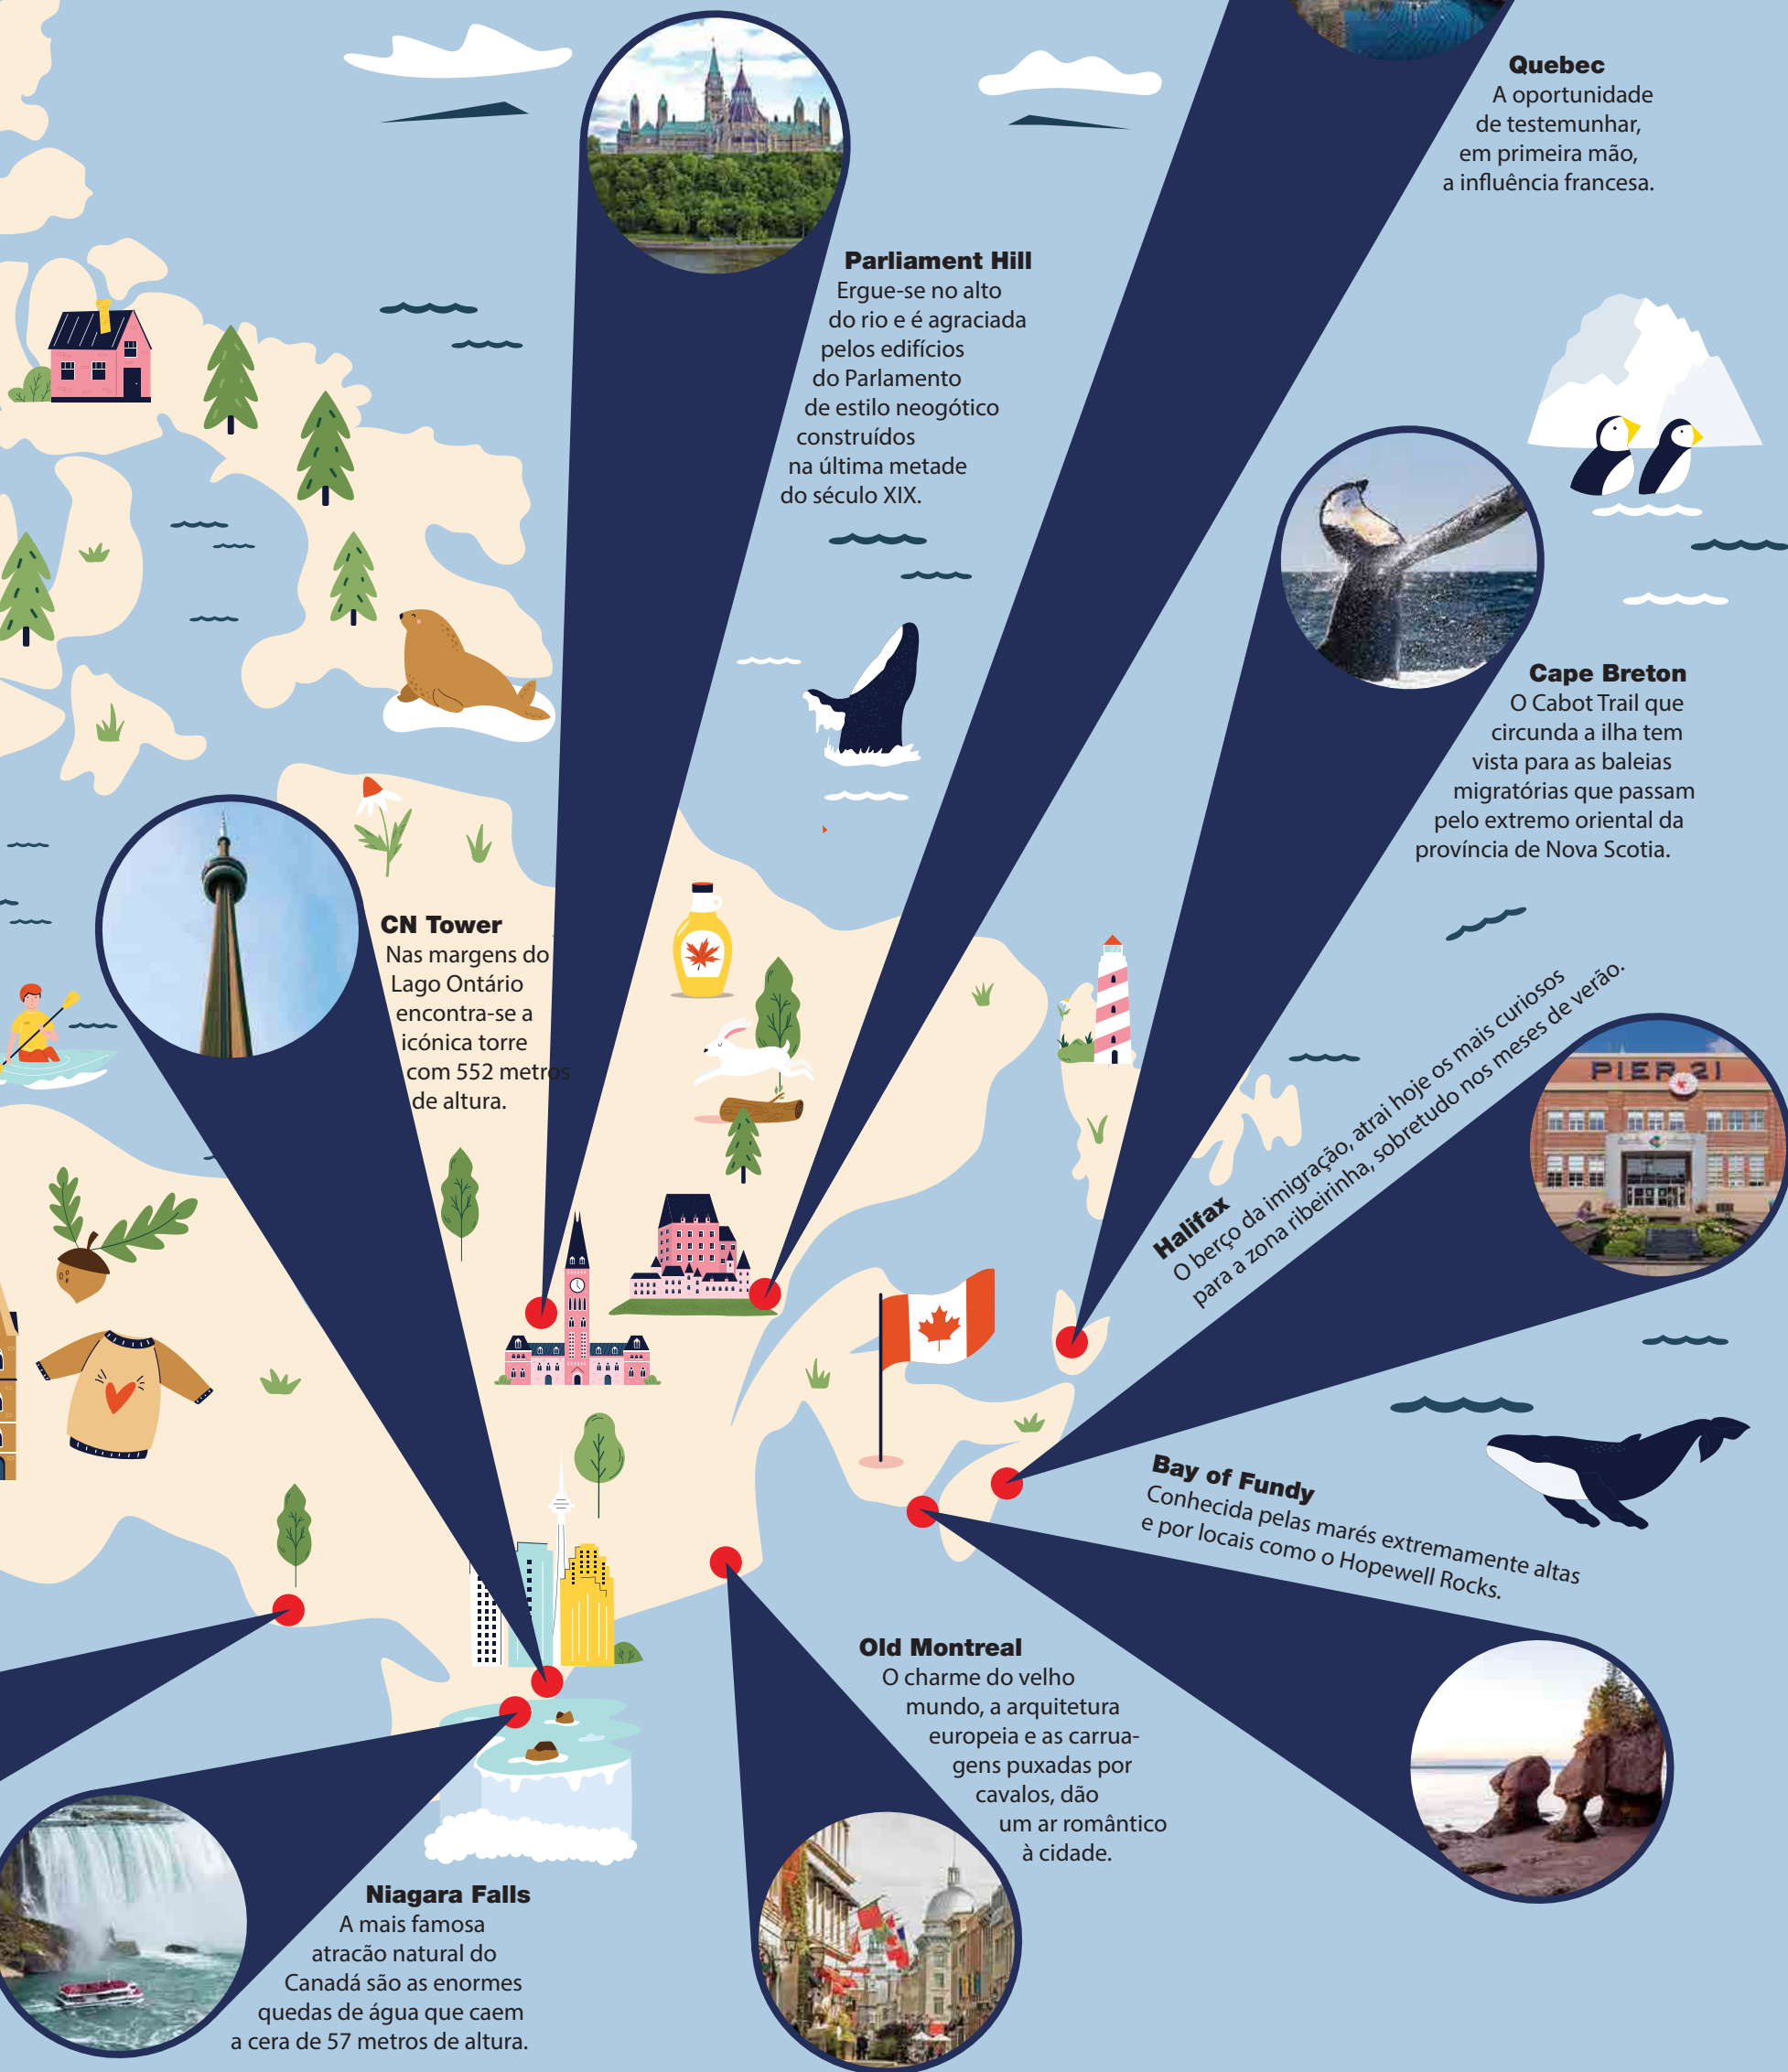 Quebec
A oportunidade
de testemunhar,
em primeira mão,
a influência francesa.
Parliament Hill
Ergue-se no alto
do rio e é agraciada
pelos edifícios
do Parlamento
de estilo neogótico
construídos
na última metade
do século XIX.
Cape Breton
O Cabot Trail que
circunda a ilha tem
vista para as baleias
migratórias que passam
pelo extremo oriental da
província de Nova Scotia.
CN Tower
Nas margens do
Lago Ontário
encontra-se a
icónica torre
com 552 metros
de altura.
Halifax
O berço da imigração, atrai hoje os mais curiosos
para a zona ribeirinha, sobretudo nos meses de verão.
PIER 21
Bay of Fundy
Conhecida pelas marés extremamente altas
e por locais como o Hopewell Rocks.
Old Montreal
O charme do velho
mundo, a arquitetura
europeia e as carrua-
gens puxadas por
cavalos, dão
um ar romântico
à cidade.
Niagara Falls
A mais famosa
atracão natural do
Canadá são as enormes
quedas de água que caem
a cera de 57 metros de altura.